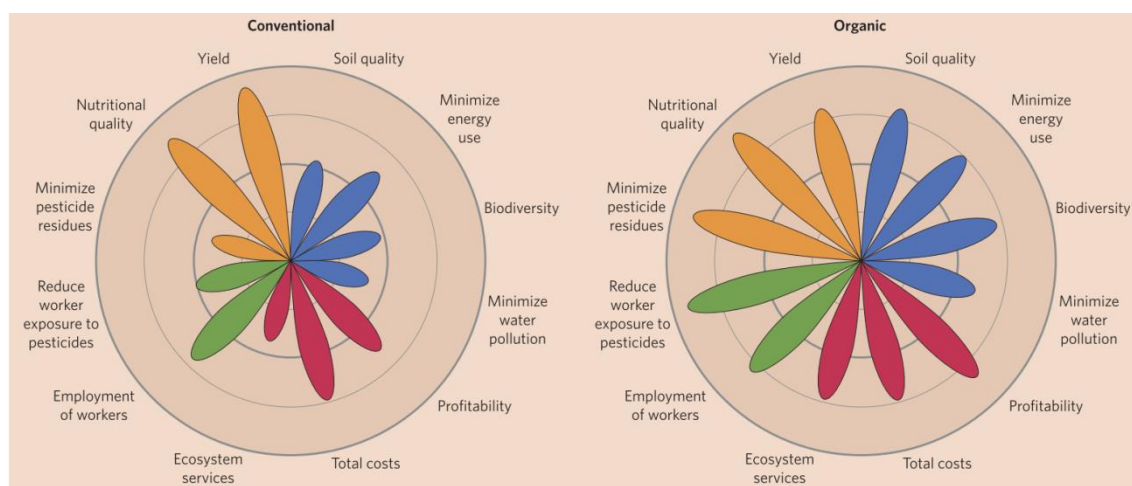 Conventional
Yield
Soil quality
Nutritional
quality
Minimize
energy
use
Minimize
pesticide
residues
Biodiversity
Reduce
worker
exposure to
pesticides
Minimize
water
pollution
Employment
of workers
Profitability
Ecosystem
services
Total costs
Organic
Yield
Soil quality
Nutritional
quality
Minimize
energy
use
Minimize
pesticide
residues
Biodiversity
Reduce
worker
exposure to
pesticides
Minimize
water
pollution
Employment
of workers
Profitability
Ecosystem
services
Total costs